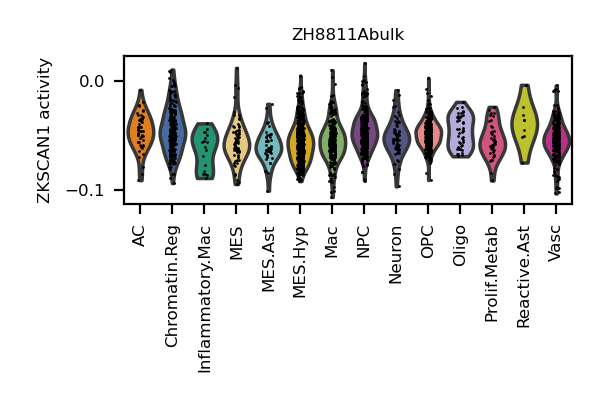 ZH8811Abulk
ZKSCAN1 activity
0.0
−0.1
AC
Chromatin.Reg
Inflammatory.Mac
MES
MES.Ast
MES.Hyp
Mac
NPC
Neuron
OPC
Oligo
Prolif.Metab
Reactive.Ast
Vasc